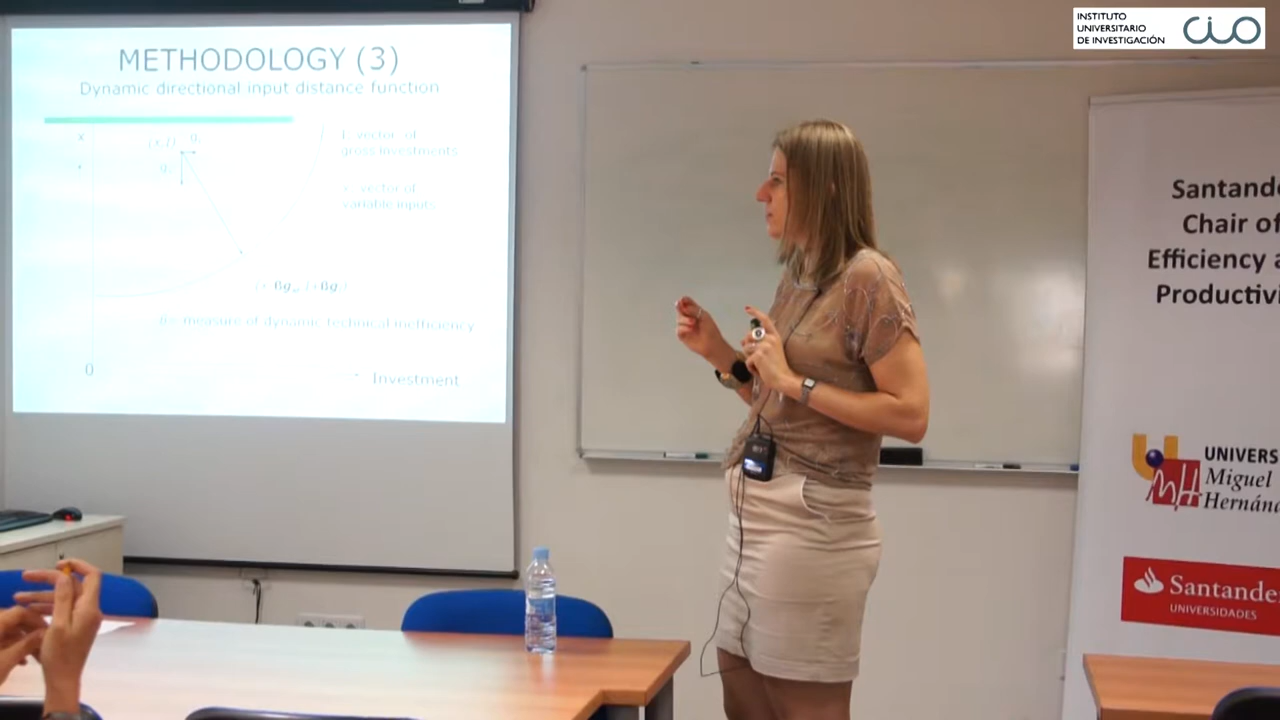 INSTITUTO
UNIVERSITARIO
DE INVESTIGACIÓN
CIO
METHODOLOGY (3)
Dynamic directional input distance function
x
I: vector of
gross investments
x: vector of
variable inputs
measure of dynamic technical inefficiency
0
Investment
Santande
Chair of
Efficiency a
Productivi
UNIVERS
Miguel
Hernánd
Santande
UNIVERSIDADES